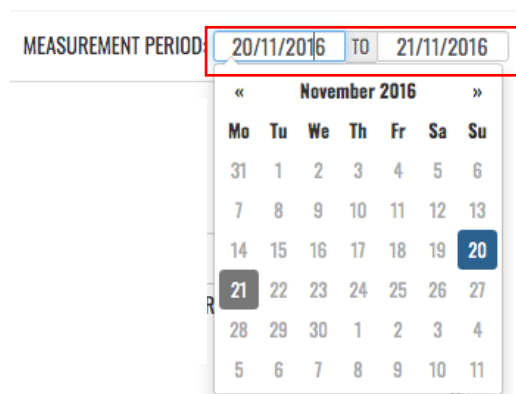 MEASUREMENT PERIOD: 20/11/2016 TO 21/11/2016
« November 2016 »
Mo Tu We Th Fr Sa Su
31 1 2 3 4 5 6
7 8 9 10 11 12 13
14 15 16 17 18 19 20
21 22 23 24 25 26 27
R
28 29 30 1 2 3 4
5 6 7 8 9 10 11